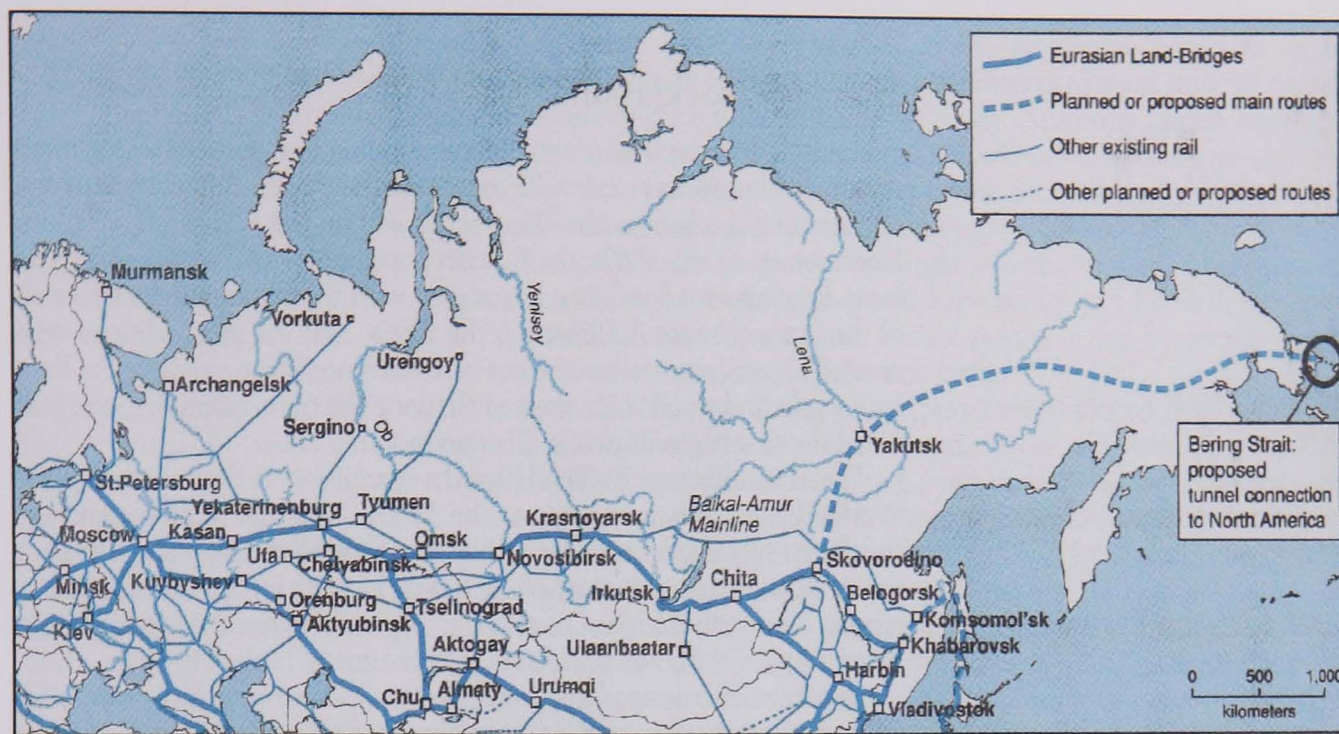 Eurasian Land-Bridges
Planned or proposed main routes
Other existing rail
Other planned or proposed routes
Murmansk
Vorkuta
Urengoy
Yenisey
Lena
Archangelsk
Sergino
Ob
Yakutsk
Bering Strait:
proposed
tunnel connection
to North America
St.Petersburg
Yekaterinenburg
Tyumen
Krasnoyarsk
Baikal-Amur
Mainline
Moscow
Kasan
Omsk
Novostibirsk
Skovorodino
Ufa
Chelyabinsk
Minsk
Kuybyshev
Irkutsk
Chita
Belogorsk
Orenburg
Tselinograd
Komsomol'sk
Kiev
Aktyubinsk
Khabarovsk
Aktogay
Ulaanbaatar
Harbin
Chu
Almaty
Urumqi
Vladivostok
0 500 1,000
kilometers